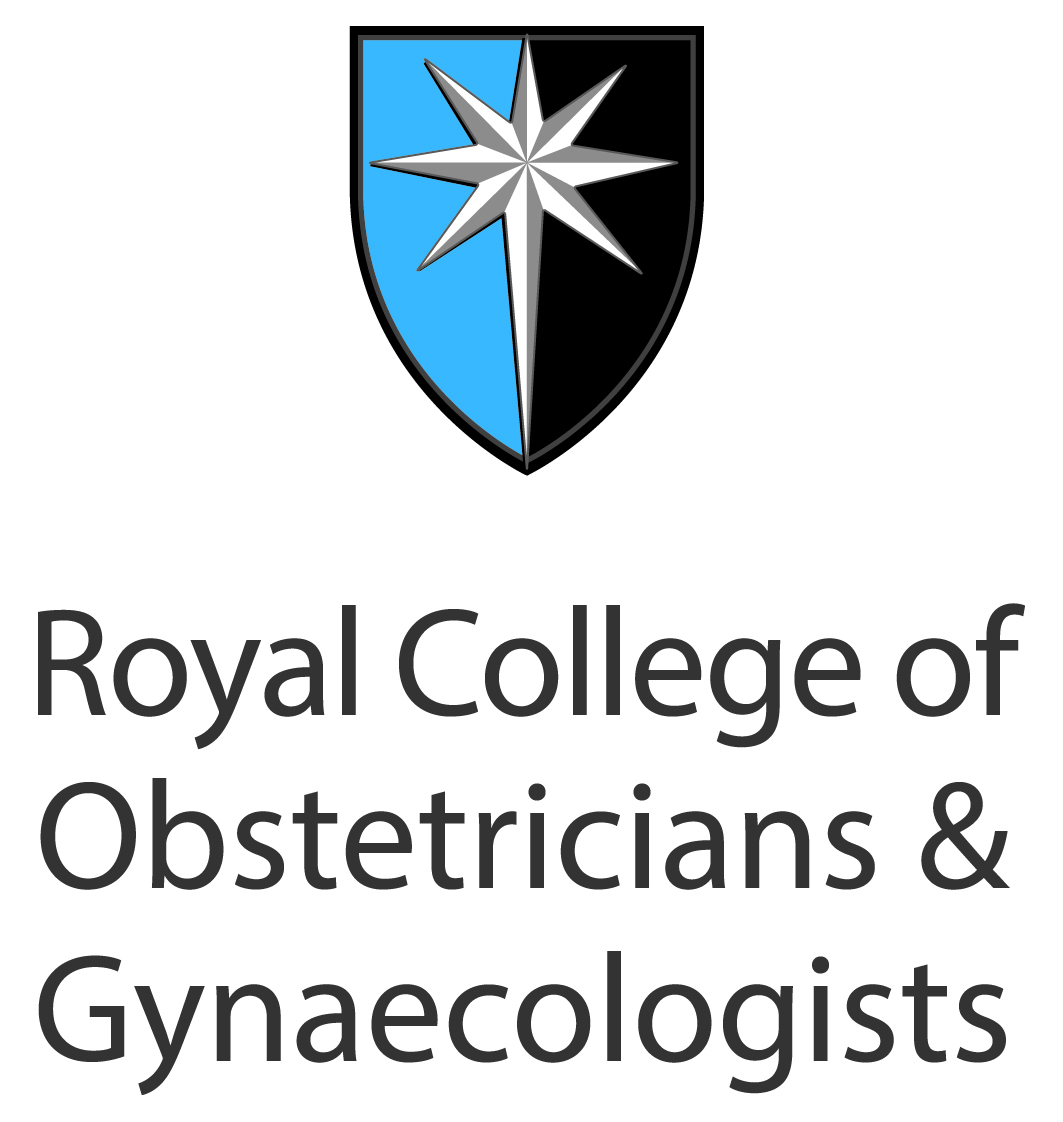 Royal College of
Obstetricians &
Gynaecologists